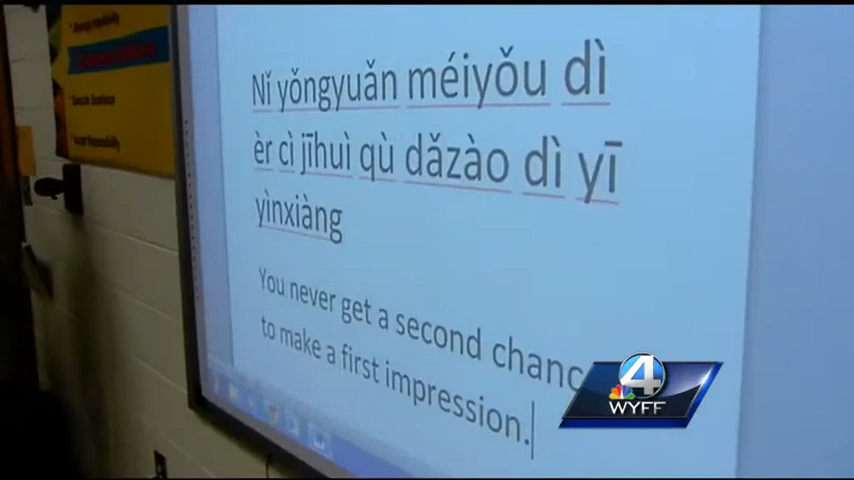 Nǐ yǒngyuǎn méiyǒu dì
èr cì jīhuì qù dǎzào dì yī
yìnxiàng
You never get a second chanc
to make a first impression.
4
WYFF